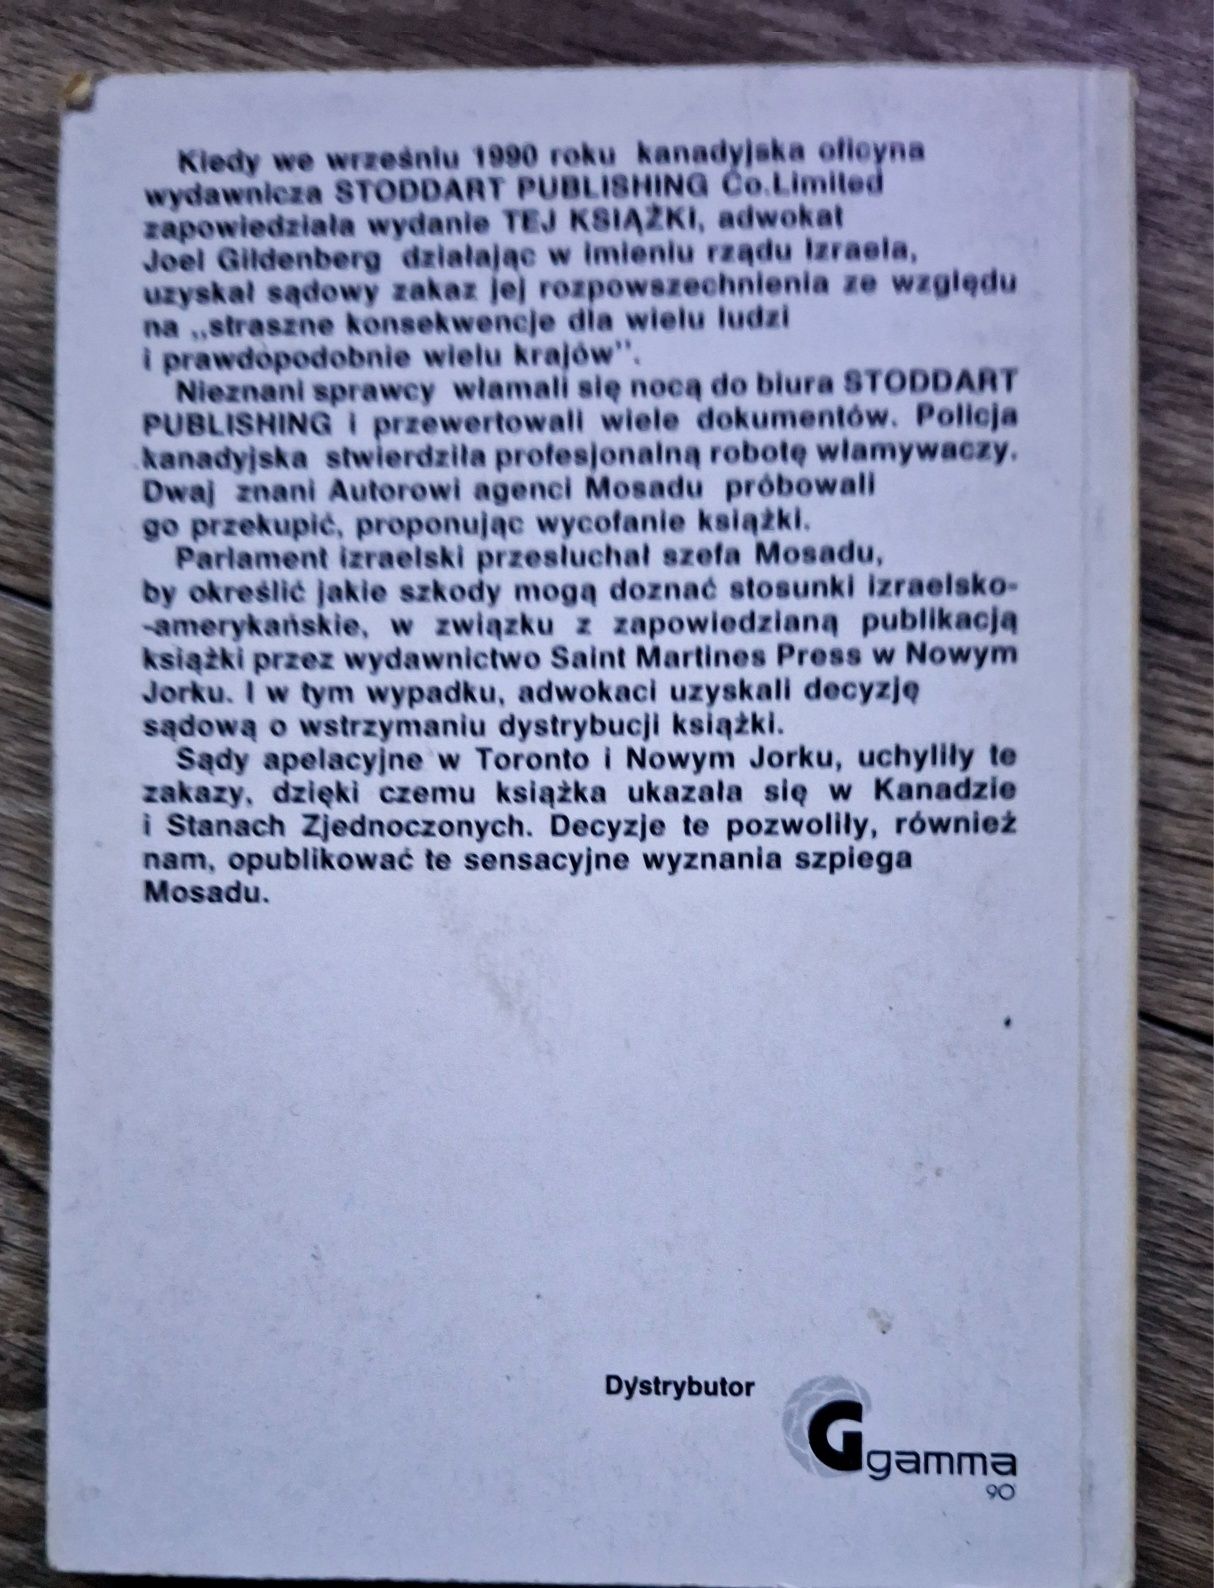 Kiedy we wrześniu 1990 roku kanadyjska oficyna
wydawnicza STODDART PUBLISHING Co.Limited
zapowiedziała wydanie TEJ KSIĄŻKI, adwokat
Joel Gildenberg działając w imieniu rządu Izraela,
uzyskał sądowy zakaz jej rozpowszechnienia ze względu
na „straszne konsekwencje dla wielu ludzi
i prawdopodobnie wielu krajów”.
Nieznani sprawcy włamali się nocą do biura STODDART
PUBLISHING i przewertowali wiele dokumentów. Policja
kanadyjska stwierdziła profesjonalną robotę włamywaczy.
Dwaj znani Autorowi agenci Mosadu próbowali
go przekupić, proponując wycofanie książki.
Parlament izraelski przesłuchał szefa Mosadu,
by określić jakie szkody mogą doznać stosunki izraelsko-
-amerykańskie, w związku z zapowiedzianą publikacją
książki przez wydawnictwo Saint Martines Press w Nowym
Jorku. I w tym wypadku, adwokaci uzyskali decyzję
sądową o wstrzymaniu dystrybucji książki.
Sądy apelacyjne w Toronto i Nowym Jorku, uchyliły te
zakazy, dzięki czemu książka ukazała się w Kanadzie
i Stanach Zjednoczonych. Decyzje te pozwoliły, również
nam, opublikować te sensacyjne wyznania szpiega
Mosadu.
Dystrybutor
G gamma
90